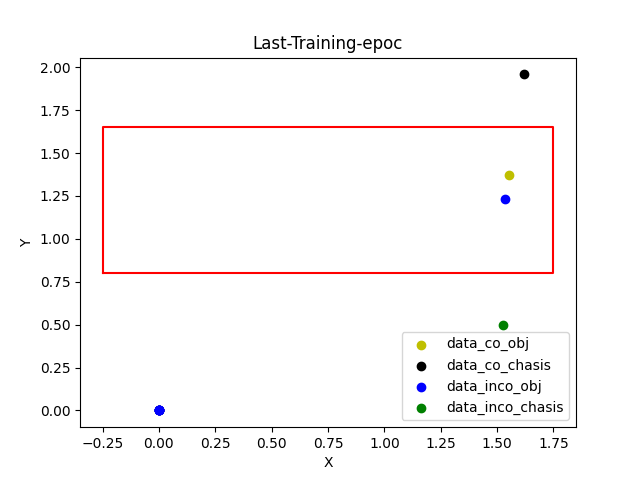 Last-Training-epoc
2.00
1.75
1.50
1.25
1.00
0.75
0.50
0.25
0.00
Y
data_co_obj
data_co_chasis
data_inco_obj
data_inco_chasis
−0.25 0.00 0.25 0.50 0.75 1.00 1.25 1.50 1.75
X